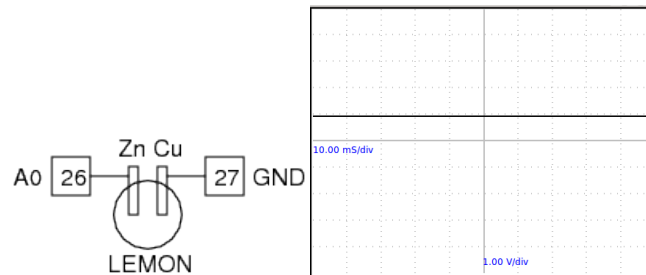 Zn Cu
A0 26 27 GND
LEMON
10.00 mS/div
1.00 V/div